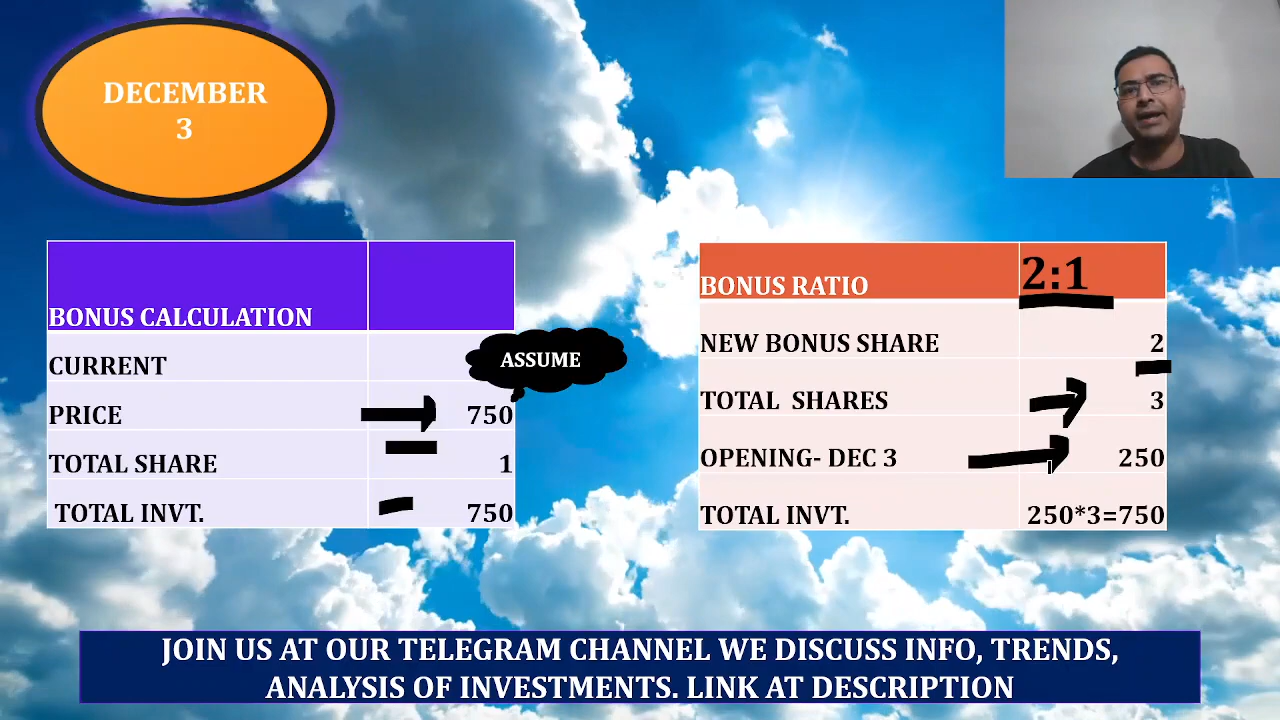 DECEMBER
3
BONUS CALCULATION
CURRENT
ASSUME
PRICE 750
TOTAL SHARE 1
TOTAL INVT. 750
BONUS RATIO 2:1
NEW BONUS SHARE 2
TOTAL SHARES 3
OPENING- DEC 3 250
TOTAL INVT. 250*3=750
JOIN US AT OUR TELEGRAM CHANNEL WE DISCUSS INFO, TRENDS,
ANALYSIS OF INVESTMENTS. LINK AT DESCRIPTION